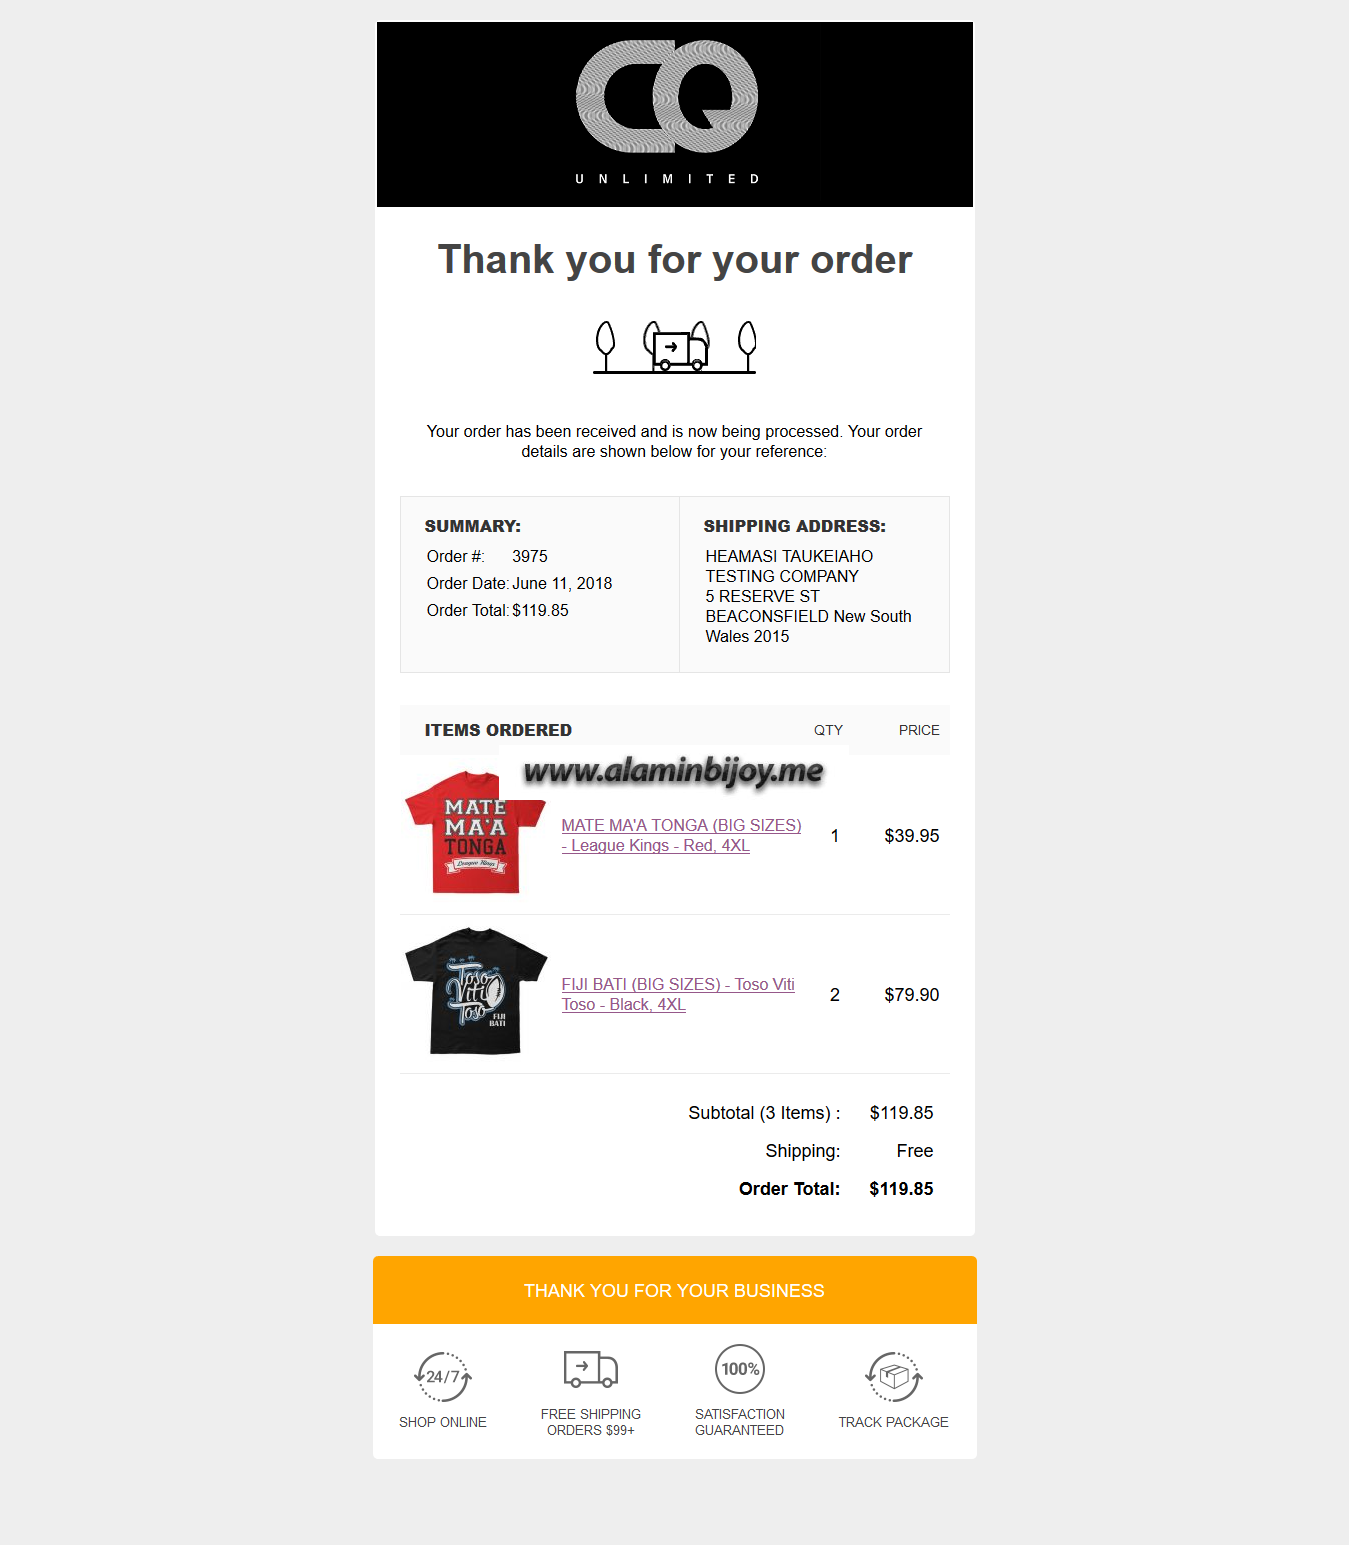 CQ
UNLIMITED
Thank you for your order
Your order has been received and is now being processed. Your order
details are shown below for your reference:
SUMMARY:
Order #: 3975
Order Date: June 11, 2018
Order Total: $119.85
SHIPPING ADDRESS:
HEAMASI TAUKEIAHO
TESTING COMPANY
5 RESERVE ST
BEACONSFIELD New South
Wales 2015
ITEMS ORDERED QTY PRICE
www.alaminbijoy.me
MATE
MA'A
TONGA
League Kings
MATE MA'A TONGA (BIG SIZES)
- League Kings - Red, 4XL
1 $39.95
Toso
Viti
Toso
FIJI
BATI
FIJI BATI (BIG SIZES) - Toso Viti
Toso - Black, 4XL
2 $79.90
Subtotal (3 Items) : $119.85
Shipping: Free
Order Total: $119.85
THANK YOU FOR YOUR BUSINESS
24/7
SHOP ONLINE
FREE SHIPPING
ORDERS $99+
100%
SATISFACTION
GUARANTEED
TRACK PACKAGE